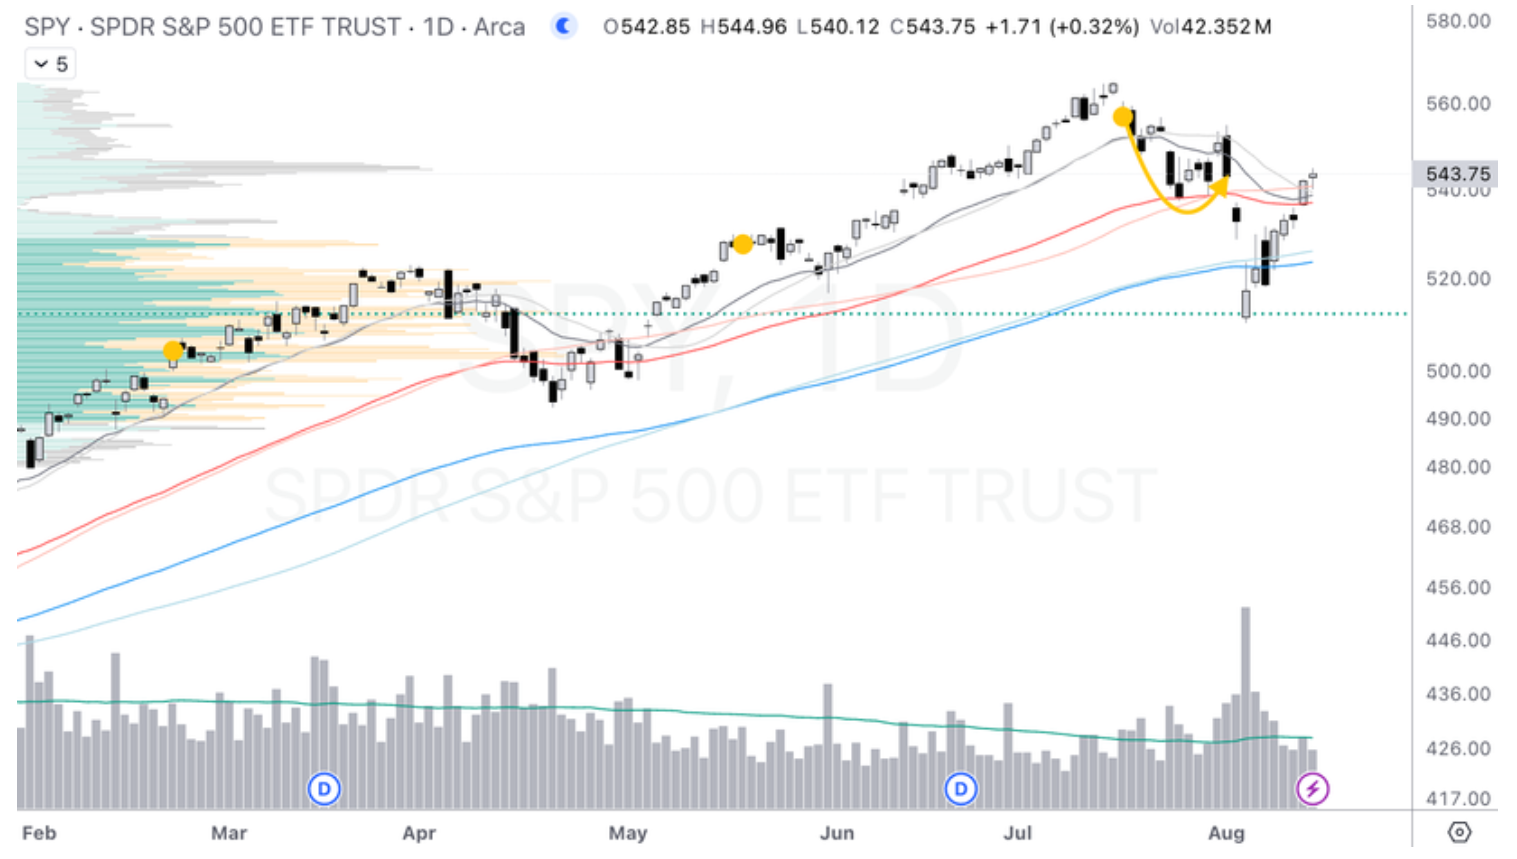 SPY · SPDR S&P 500 ETF TRUST · 1D · Arca O542.85 H544.96 L540.12 C543.75 +1.71 (+0.32%) Vol42.352M
5
580.00
560.00
543.75
540.00
520.00
500.00
490.00
480.00
468.00
456.00
446.00
436.00
426.00
417.00
SPY, 1D
SPDR S&P 500 ETF TRUST
D
D
Feb Mar Apr May Jun Jul Aug